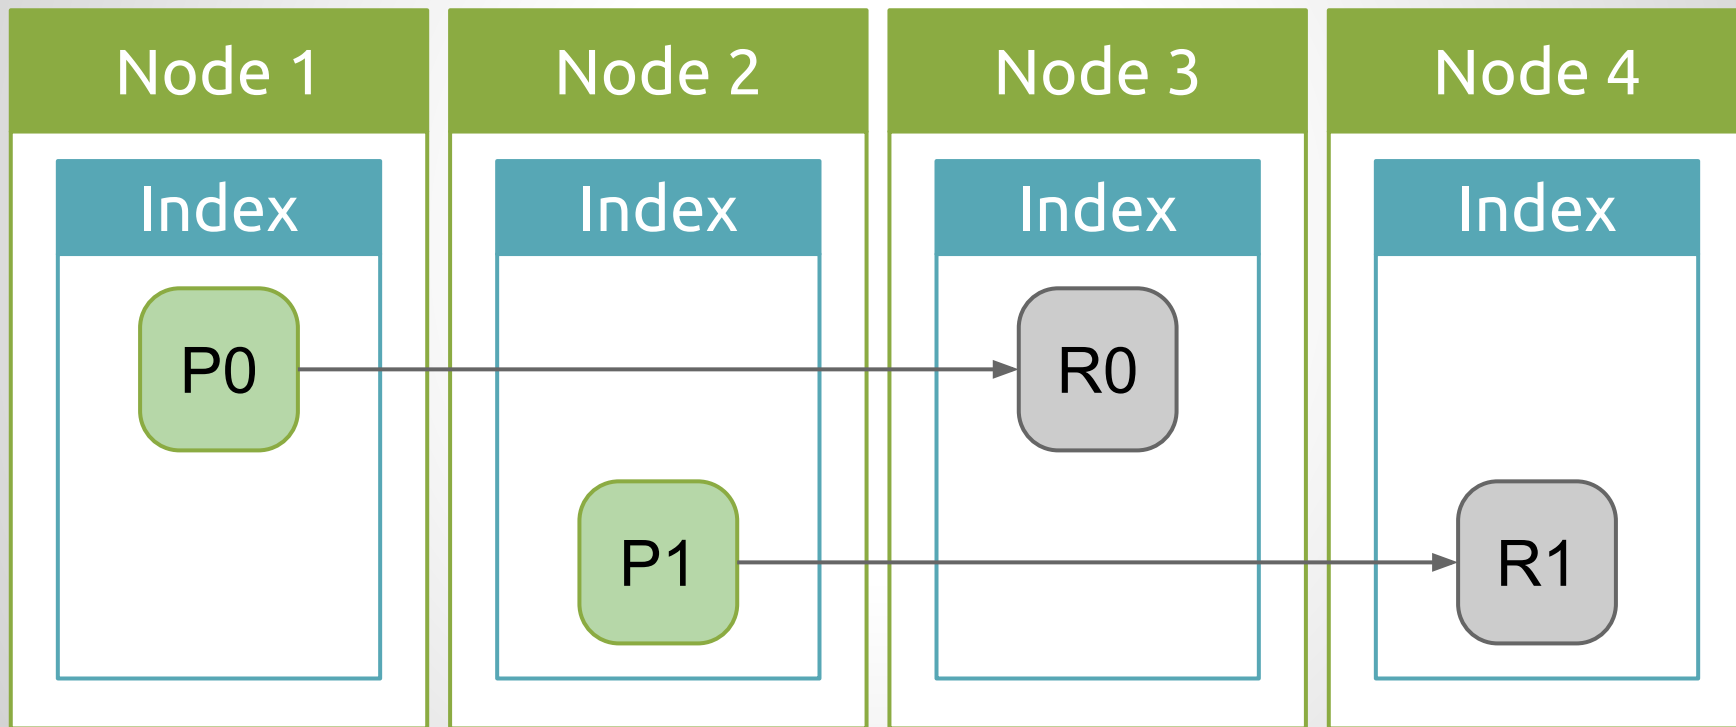 Node 1
Node 2
Node 3
Node 4
Index
Index
Index
Index
P0
R0
P1
R1